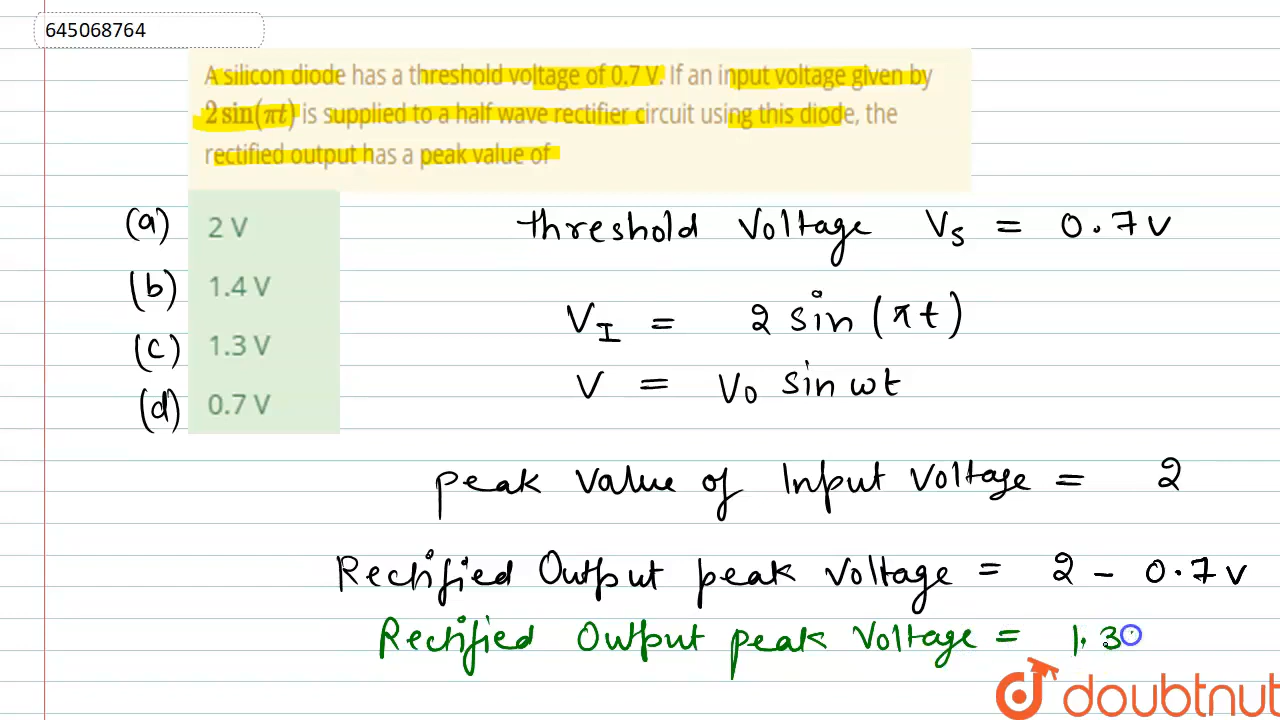 645068764
A silicon diode has a threshold voltage of 0.7 V. If an input voltage given by
2 sin(πt) is supplied to a half wave rectifier circuit using this diode, the
rectified output has a peak value of
(a) 2 V
(b) 1.4 V
(c) 1.3 V
(d) 0.7 V
threshold Voltage V_S = 0.7 V
V_I = 2 sin (πt)
V = V_0 sin ωt
peak value of Input Voltage = 2
Rectified Output peak Voltage = 2 - 0.7 V
Rectified Output peak Voltage = 1.3
doubtnut